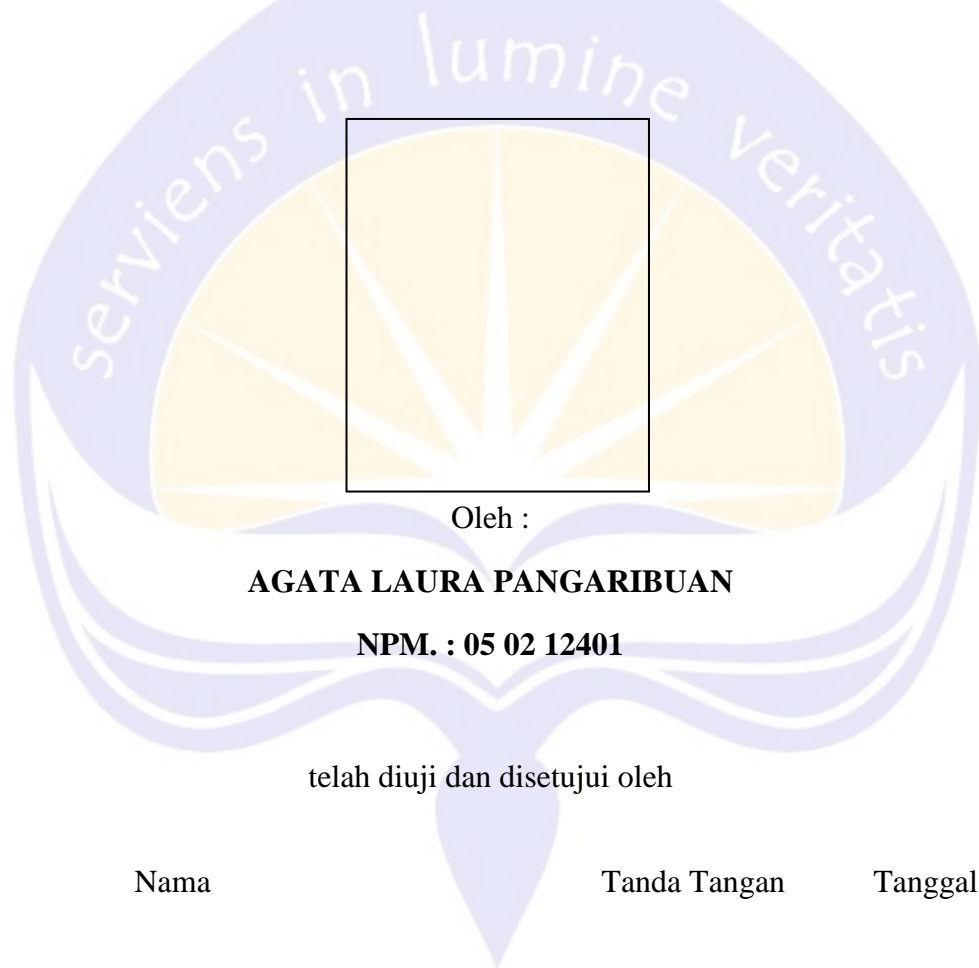 serviens in lumine veritatis
Oleh :
AGATA LAURA PANGARIBUAN
NPM. : 05 02 12401
telah diuji dan disetujui oleh
Nama Tanda Tangan Tanggal